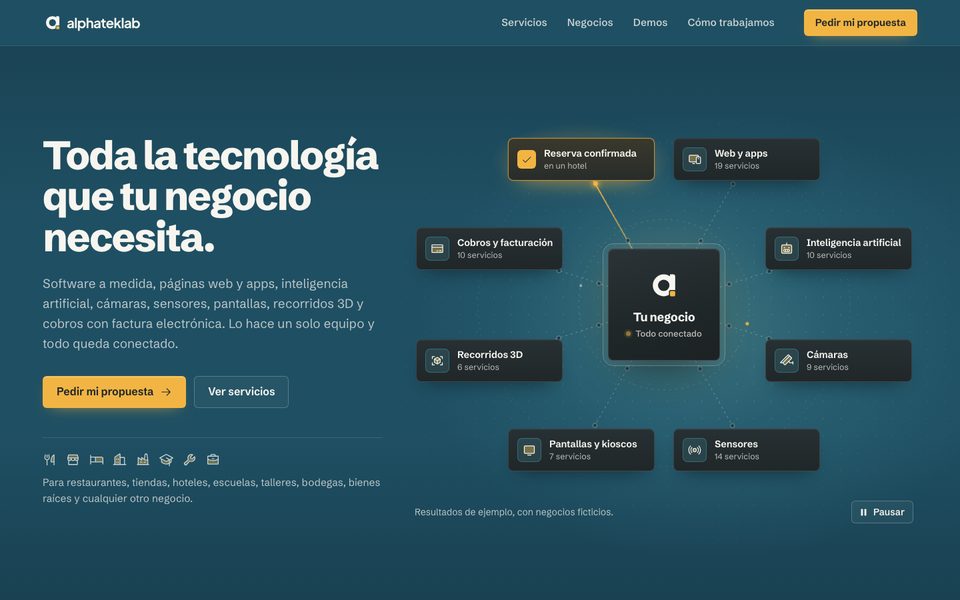 alphateklab
Servicios
Negocios
Demos
Cómo trabajamos
Pedir mi propuesta
Toda la tecnología
que tu negocio
necesita.
Software a medida, páginas web y apps, inteligencia
artificial, cámaras, sensores, pantallas, recorridos 3D y
cobros con factura electrónica. Lo hace un solo equipo y
todo queda conectado.
Pedir mi propuesta →
Ver servicios
Para restaurantes, tiendas, hoteles, escuelas, talleres, bodegas, bienes
raíces y cualquier otro negocio.
Reserva confirmada
en un hotel
Web y apps
19 servicios
Cobros y facturación
10 servicios
Inteligencia artificial
10 servicios
Tu negocio
Todo conectado
Recorridos 3D
6 servicios
Cámaras
9 servicios
Pantallas y kioscos
7 servicios
Sensores
14 servicios
Resultados de ejemplo, con negocios ficticios.
Pausar